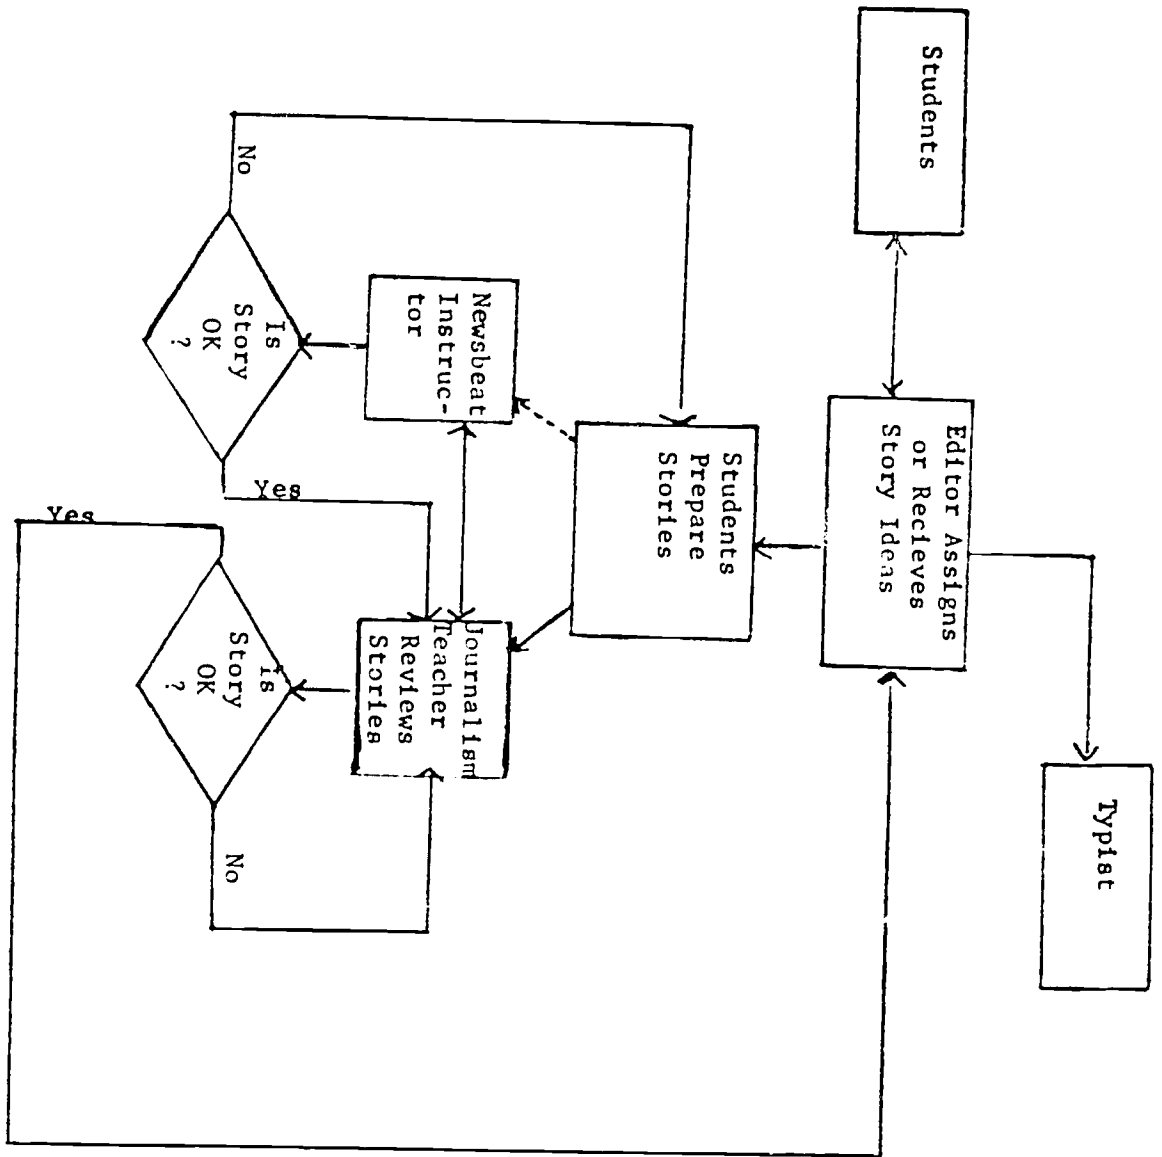 Typist
Students
Editor Assigns
or Recieves
Story Ideas
Students
Prepare
Stories
Newsbeat
Instruc-
tor
Journalism
Teacher
Reviews
Stories
Is
Story
OK
?
No
Yes
is
Story
OK
?
Yes
No